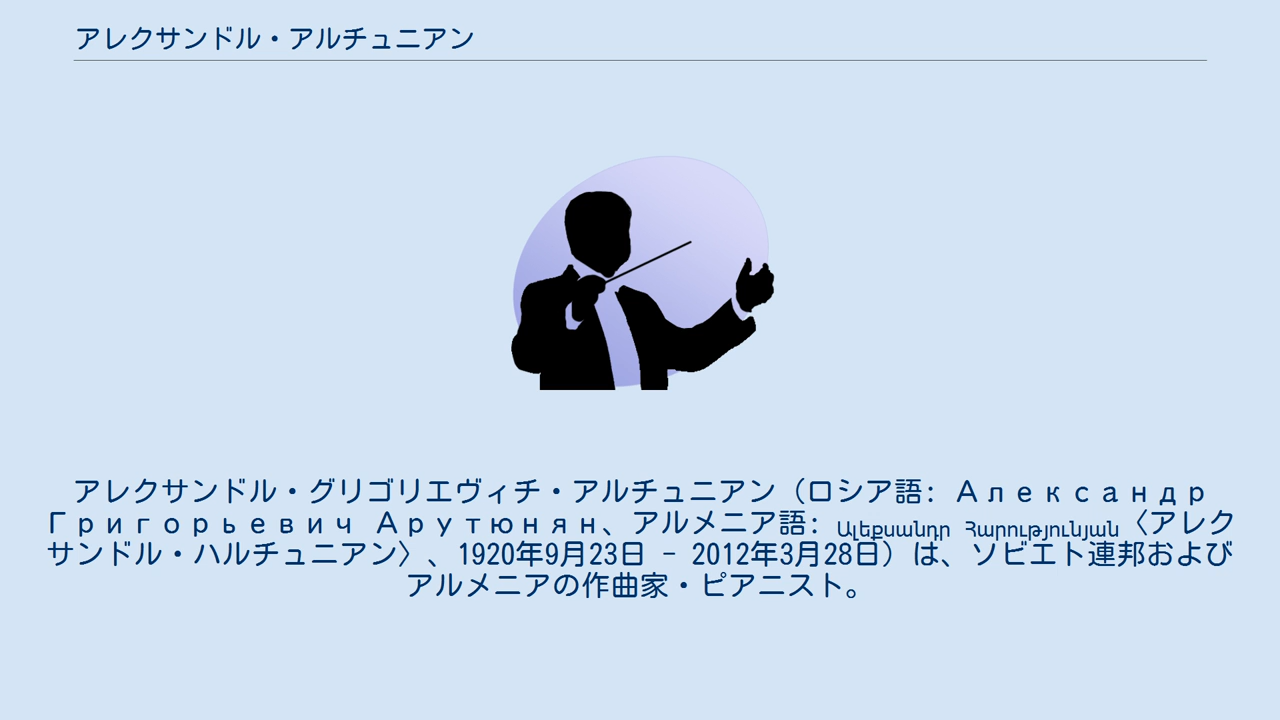 アレクサンドル・アルチュニアン
アレクサンドル・グリゴリエヴィチ・アルチュニアン（ロシア語: Александр
Григорьевич Арутюнян、アルメニア語: Ալեքսանդր Հարությունյան〈アレク
サンドル・ハルチュニアン〉、1920年9月23日 - 2012年3月28日）は、ソビエト連邦および
アルメニアの作曲家・ピアニスト。